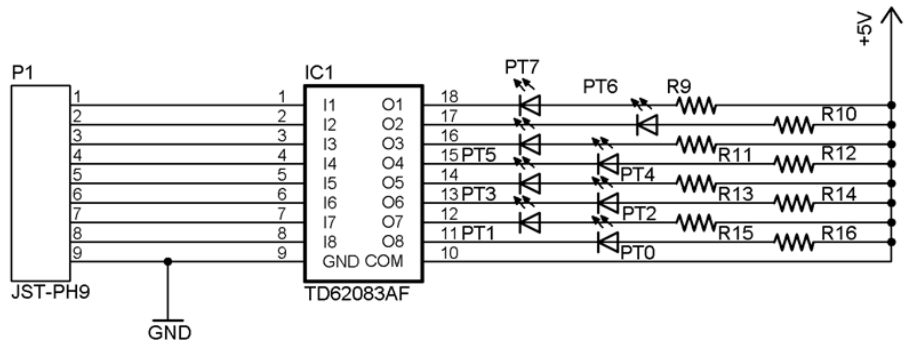 +5V
P1
IC1
PT7
PT6
R9
1
1
I1
O1
18
2
2
I2
O2
17
R10
3
3
I3
O3
16
4
4
I4
O4
15
PT5
R11
R12
5
5
I5
O5
14
PT4
6
6
I6
O6
13
PT3
R13
R14
7
7
I7
O7
12
PT2
8
8
I8
O8
11
PT1
R15
R16
9
9
GND
COM
10
PT0
JST-PH9
TD62083AF
GND